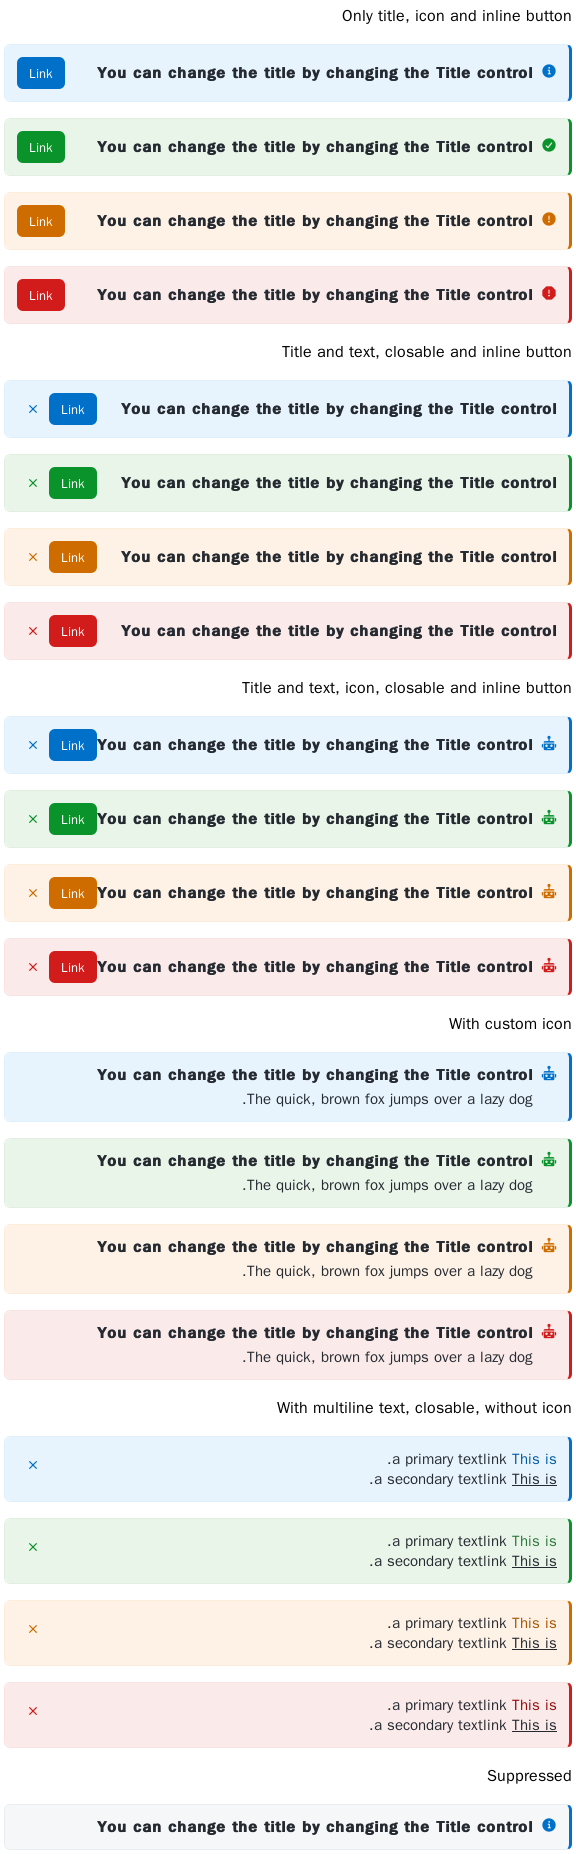 Only title, icon and inline button
Link You can change the title by changing the Title control
Link You can change the title by changing the Title control
Link You can change the title by changing the Title control
Link You can change the title by changing the Title control
Title and text, closable and inline button
Link You can change the title by changing the Title control
Link You can change the title by changing the Title control
Link You can change the title by changing the Title control
Link You can change the title by changing the Title control
Title and text, icon, closable and inline button
Link You can change the title by changing the Title control
Link You can change the title by changing the Title control
Link You can change the title by changing the Title control
Link You can change the title by changing the Title control
With custom icon
You can change the title by changing the Title control
.The quick, brown fox jumps over a lazy dog
You can change the title by changing the Title control
.The quick, brown fox jumps over a lazy dog
You can change the title by changing the Title control
.The quick, brown fox jumps over a lazy dog
You can change the title by changing the Title control
.The quick, brown fox jumps over a lazy dog
With multiline text, closable, without icon
.a primary textlink This is
.a secondary textlink This is
.a primary textlink This is
.a secondary textlink This is
.a primary textlink This is
.a secondary textlink This is
.a primary textlink This is
.a secondary textlink This is
Suppressed
You can change the title by changing the Title control